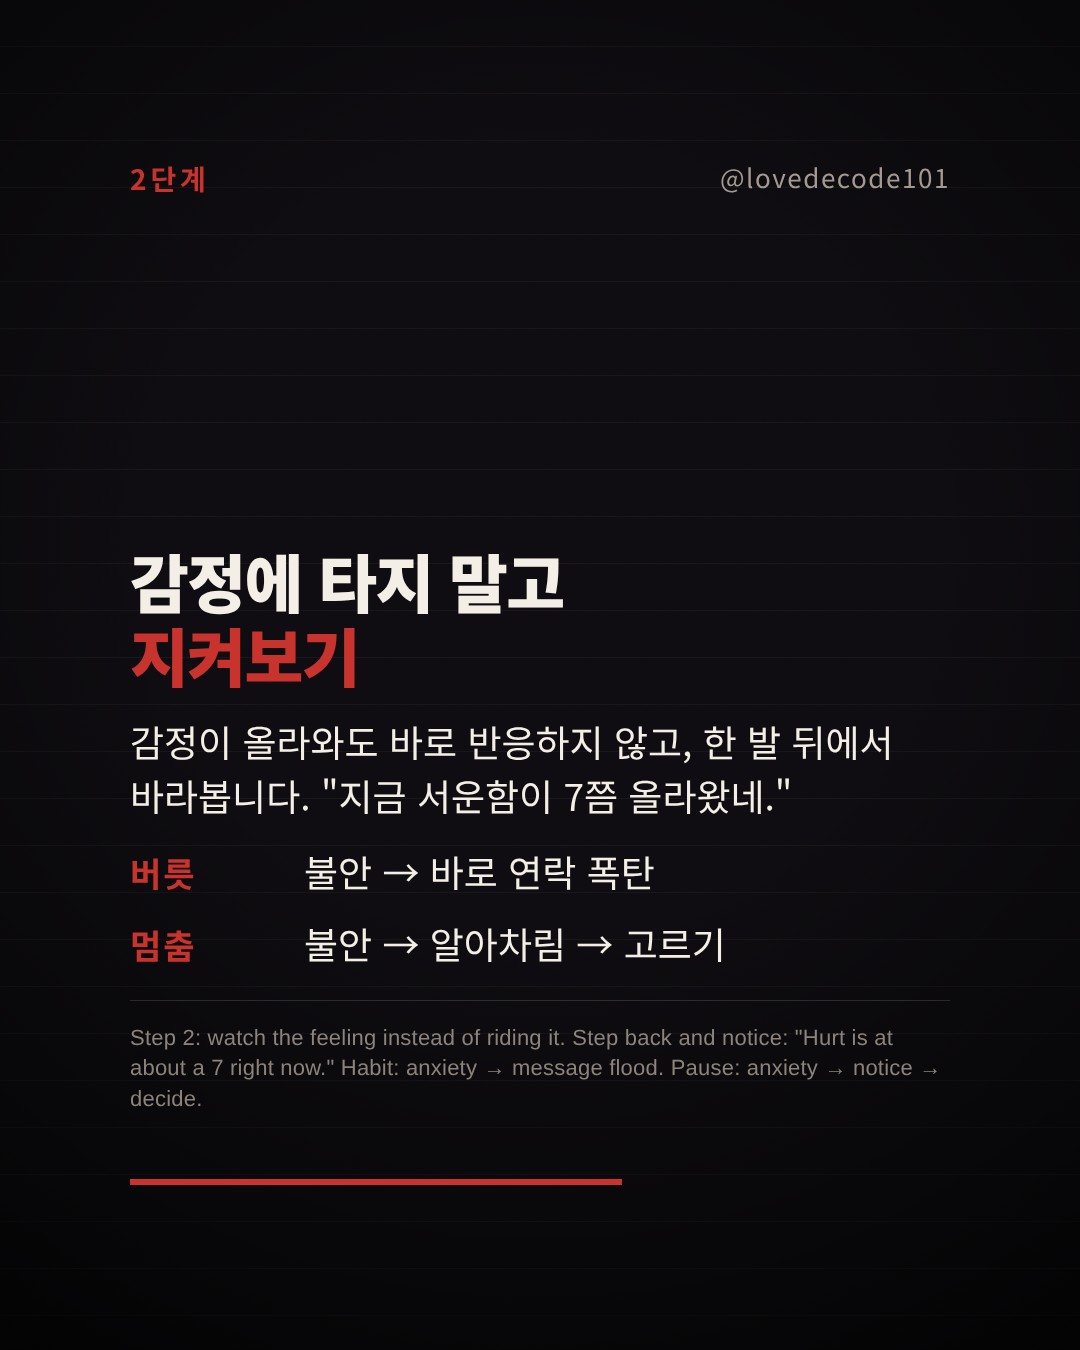 2단계
@lovedecode101
감정에 타지 말고
지켜보기
감정이 올라와도 바로 반응하지 않고, 한 발 뒤에서
바라봅니다. "지금 서운함이 7쯤 올라왔네."
버릇 불안 → 바로 연락 폭탄
멈춤 불안 → 알아차림 → 고르기
Step 2: watch the feeling instead of riding it. Step back and notice: "Hurt is at
about a 7 right now." Habit: anxiety → message flood. Pause: anxiety → notice →
decide.